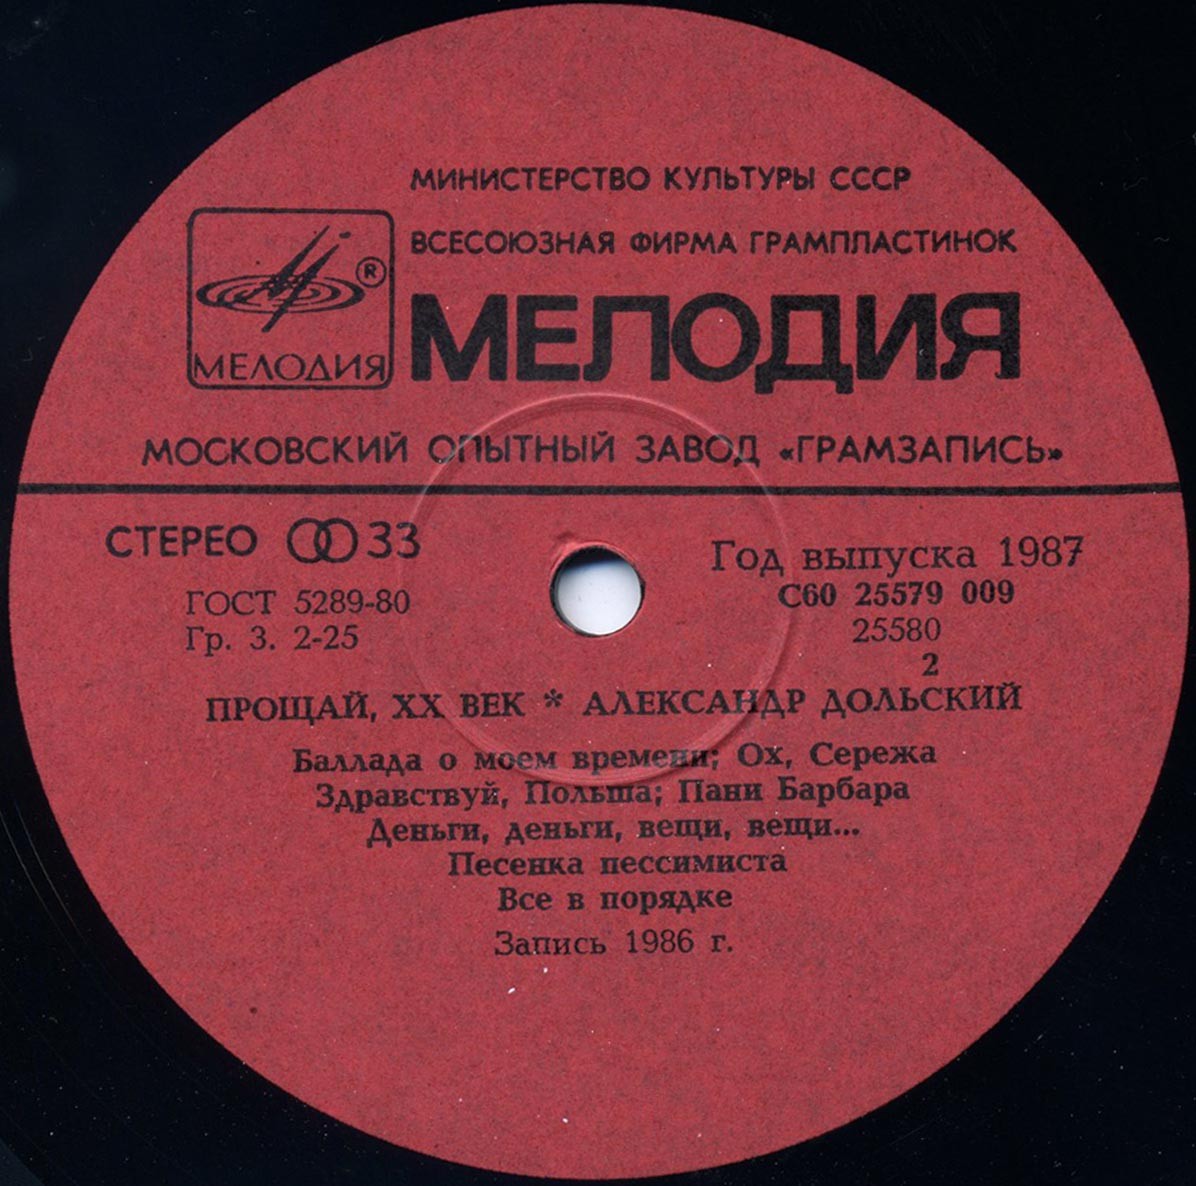 МИНИСТЕРСТВО КУЛЬТУРЫ СССР
ВСЕСОЮЗНАЯ ФИРМА ГРАМПЛАСТИНОК
®
МЕЛОДИЯ
МЕЛОДИЯ
МОСКОВСКИЙ ОПЫТНЫЙ ЗАВОД «ГРАМЗАПИСЬ»
СТЕРЕО 33
ГОСТ 5289-80
Гр. 3. 2-25
Год выпуска 1987
С60 25579 009
25580
2
ПРОЩАЙ, XX ВЕК * АЛЕКСАНДР ДОЛЬСКИЙ
Баллада о моем времени; Ох, Сережа
Здравствуй, Польша; Пани Барбара
Деньги, деньги, вещи, вещи...
Песенка пессимиста
Все в порядке
Запись 1986 г.